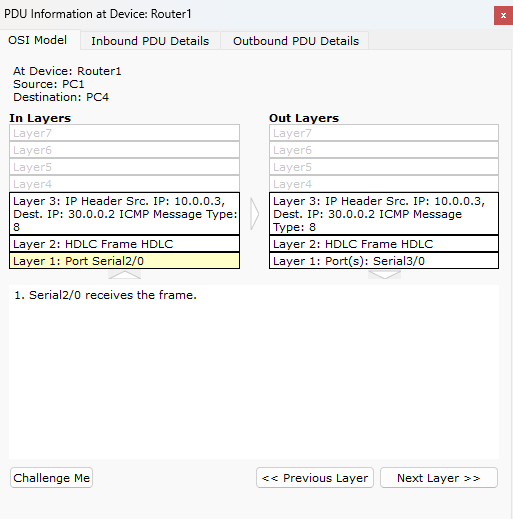 PDU Information at Device: Router1
x
OSI Model
Inbound PDU Details
Outbound PDU Details
At Device: Router1
Source: PC1
Destination: PC4
In Layers
Layer7
Layer6
Layer5
Layer4
Layer 3: IP Header Src. IP: 10.0.0.3,
Dest. IP: 30.0.0.2 ICMP Message Type:
8
Layer 2: HDLC Frame HDLC
Layer 1: Port Serial2/0
Out Layers
Layer7
Layer6
Layer5
Layer4
Layer 3: IP Header Src. IP: 10.0.0.3,
Dest. IP: 30.0.0.2 ICMP Message Type:
8
Layer 2: HDLC Frame HDLC
Layer 1: Port(s): Serial3/0
1. Serial2/0 receives the frame.
Challenge Me
<< Previous Layer
Next Layer >>